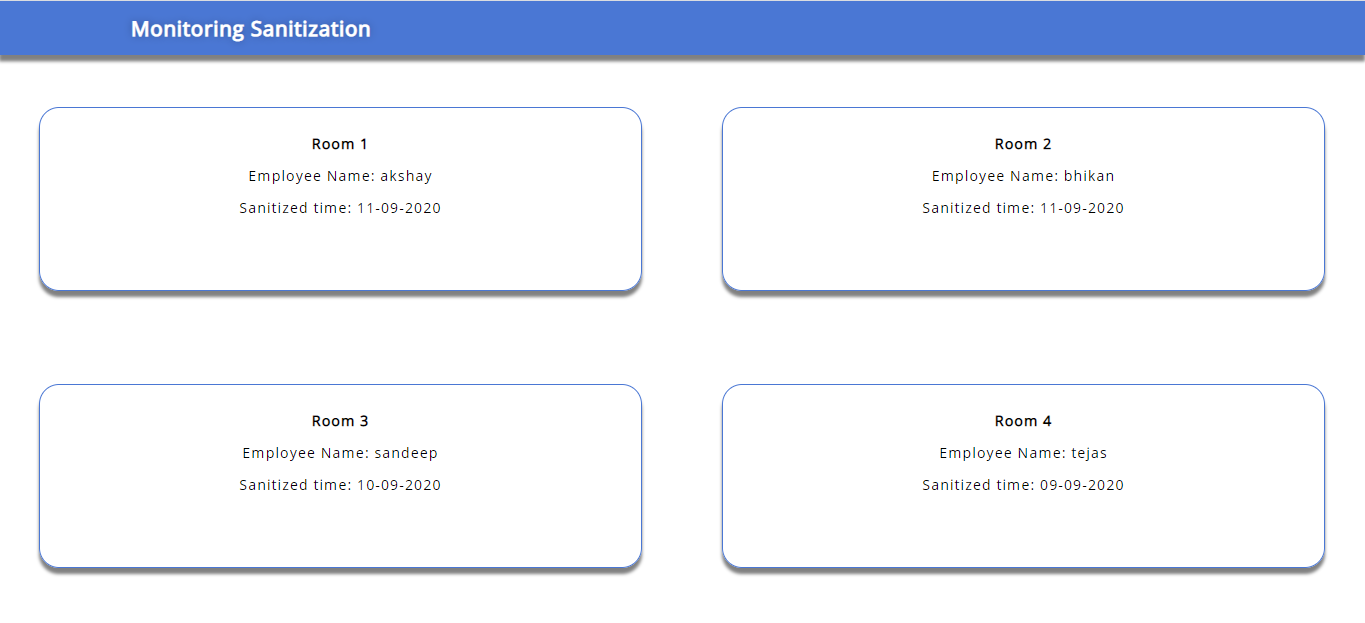 Monitoring Sanitization
Room 1
Employee Name: akshay
Sanitized time: 11-09-2020
Room 2
Employee Name: bhikan
Sanitized time: 11-09-2020
Room 3
Employee Name: sandeep
Sanitized time: 10-09-2020
Room 4
Employee Name: tejas
Sanitized time: 09-09-2020